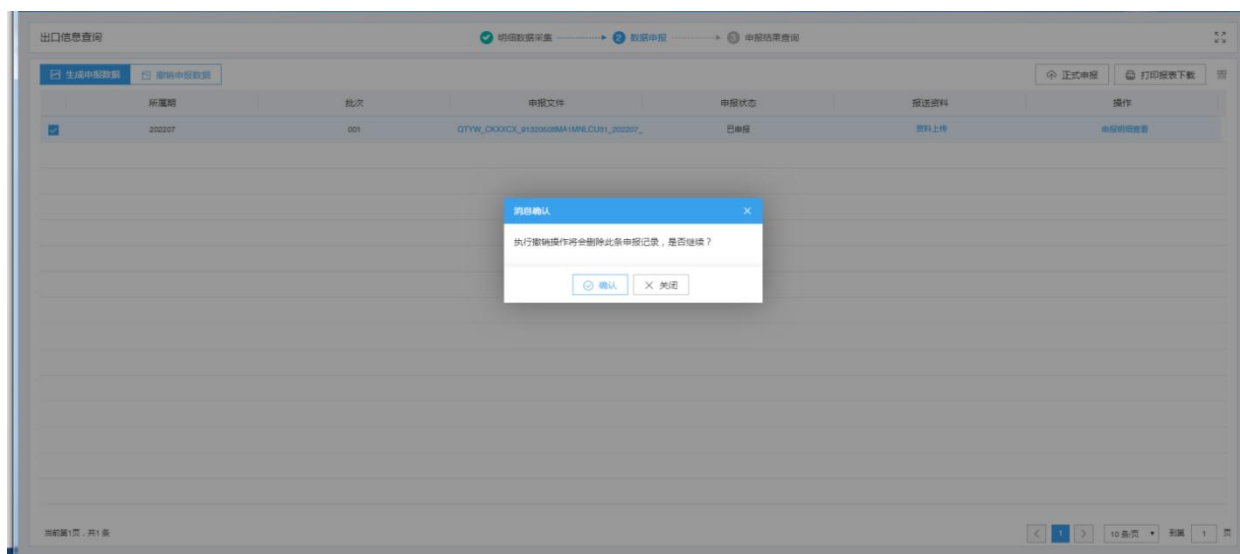 出口信息查询
明细数据采集
2 数据申报
3 申报结果查询
生成申报数据
撤销申报数据
正式申报
打印报表下载
所属期 批次 申报文件 申报状态 报送资料 操作
202207 001 已申报 资料上传 申报明细查看
消息确认
执行撤销操作将会删除此条申报记录，是否继续？
确认
关闭
当前第1页，共1条
1 10条/页 到第 1 页